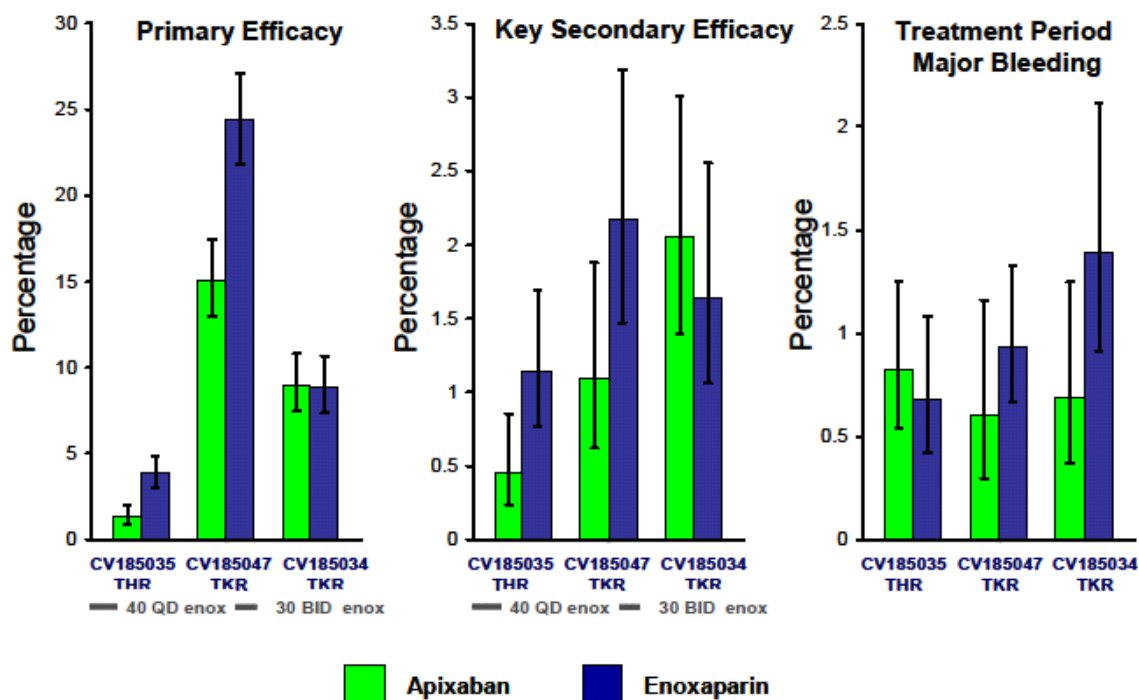 Primary Efficacy
Percentage
30
25
20
15
10
5
0
CV185035 CV185047 CV185034
THR TKR TKR
40 QD enox 30 BID enox
Key Secondary Efficacy
Percentage
3.5
3
2.5
2
1.5
1
0.5
0
CV185035 CV185047 CV185034
THR TKR TKR
40 QD enox 30 BID enox
Treatment Period
Major Bleeding
Percentage
2.5
2
1.5
1
0.5
0
CV185035 CV185047 CV185034
THR TKR TKR
Apixaban Enoxaparin